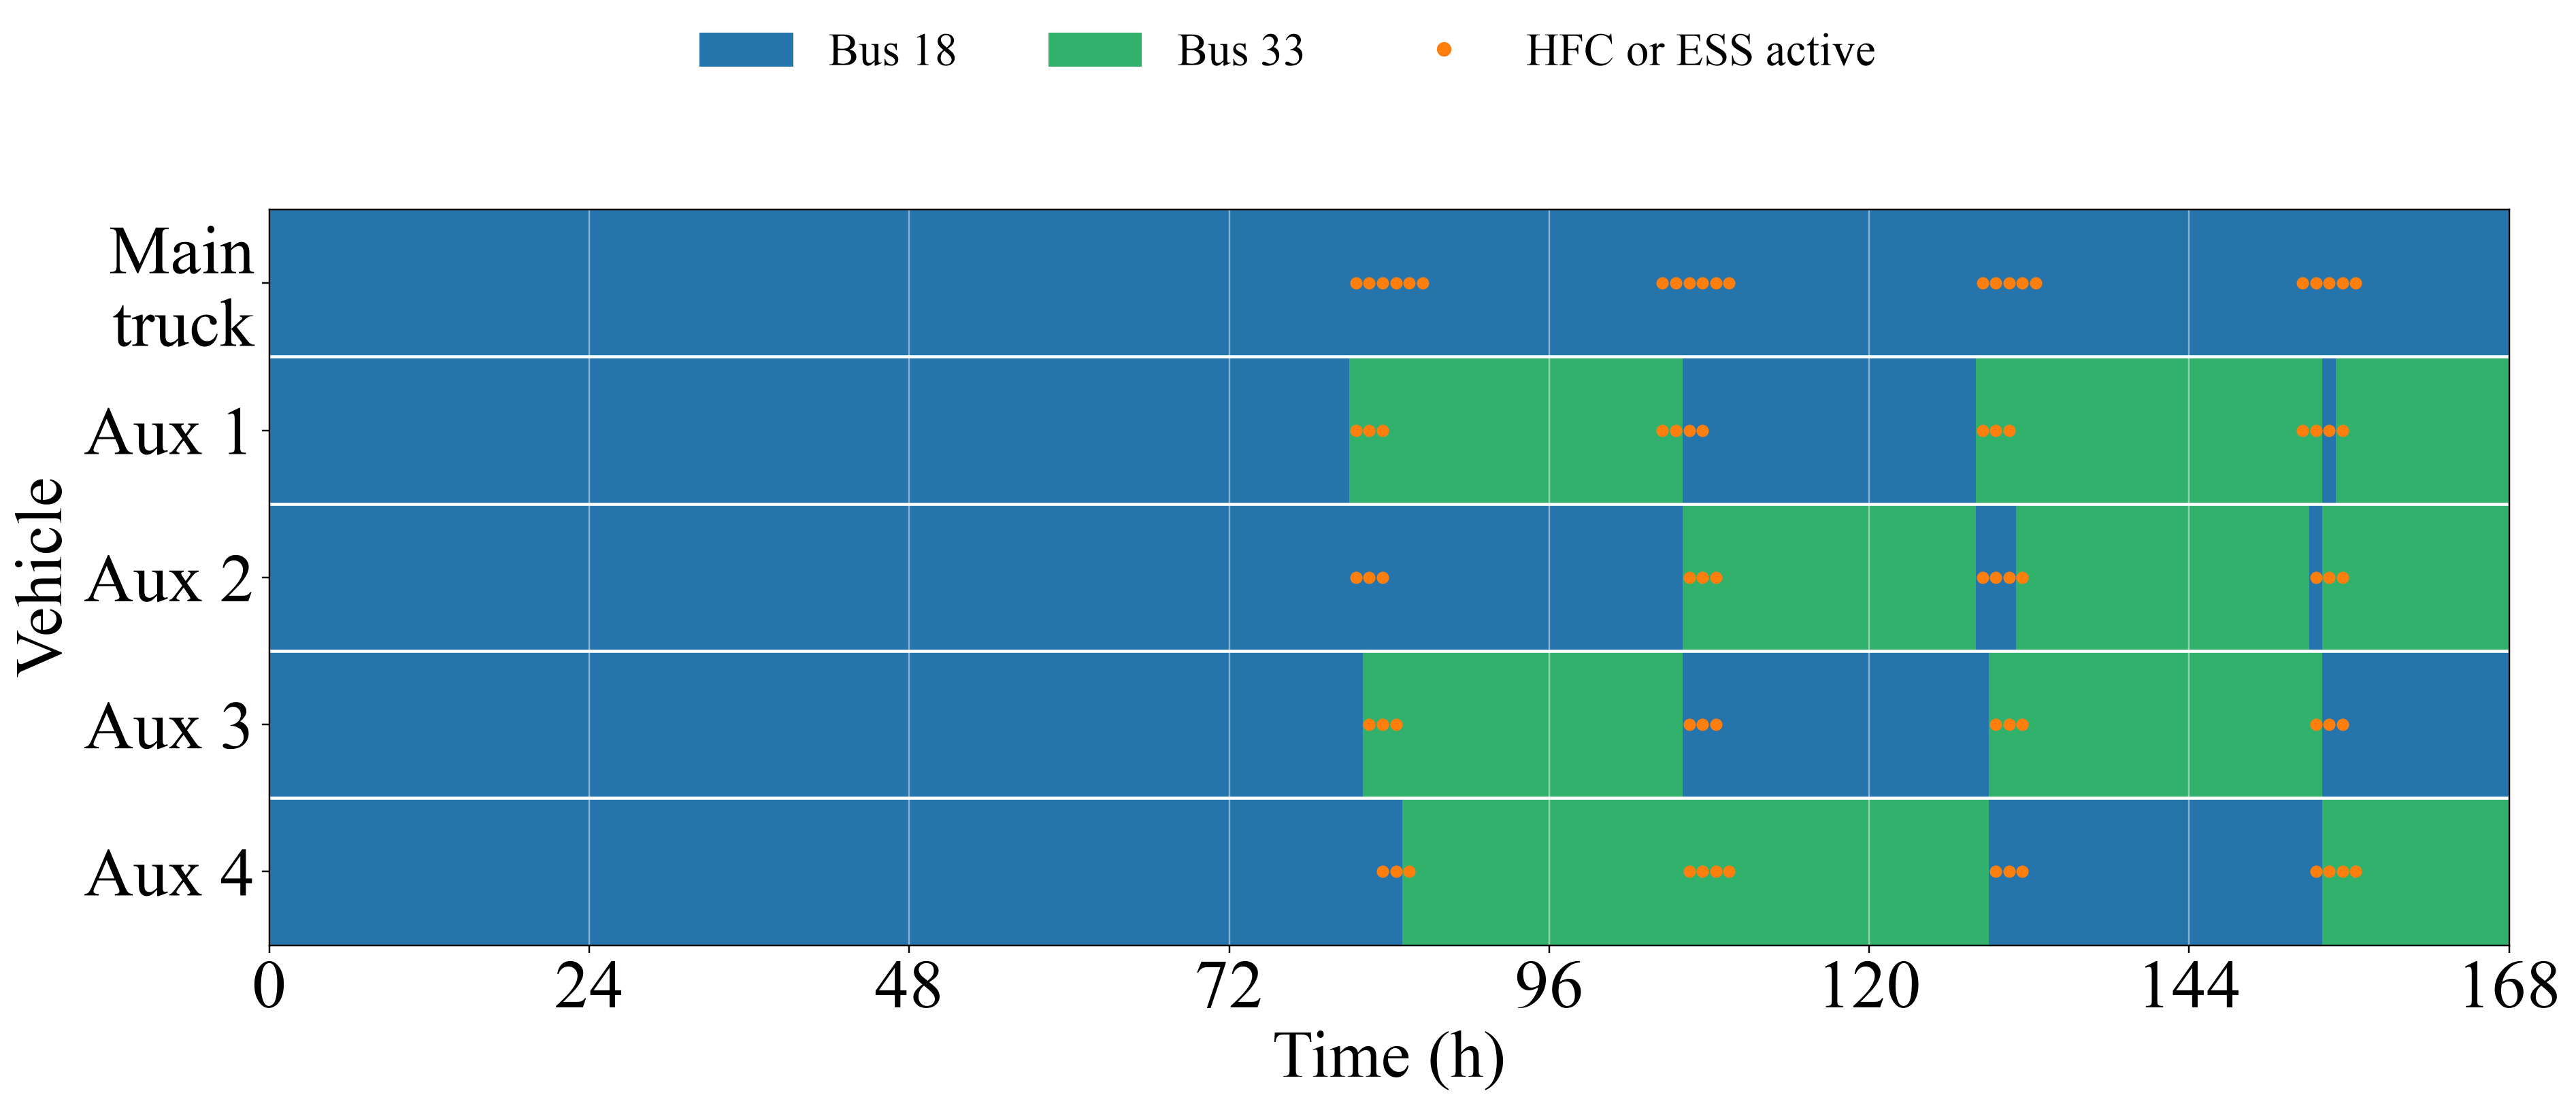 Bus 18 Bus 33 HFC or ESS active
Main
truck
Aux 1
Aux 2
Aux 3
Aux 4
Vehicle
0 24 48 72 96 120 144 168
Time (h)